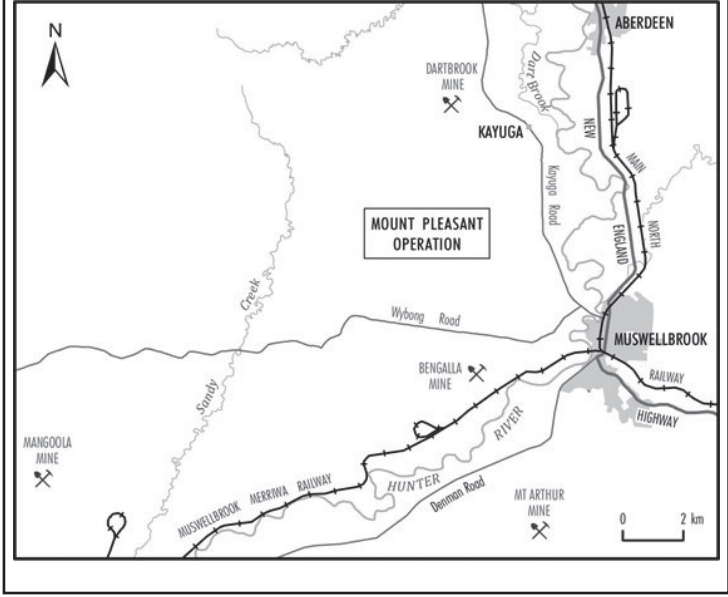 N
ABERDEEN
DARTBROOK
MINE
Dart Brook
KAYUGA
NEW
MAIN
Kayuga Road
MOUNT PLEASANT
OPERATION
ENGLAND
NORTH
Sandy Creek
Wybong Road
MUSWELLBROOK
BENGALLA
MINE
RAILWAY
HIGHWAY
MANGOOLA
MINE
HUNTER RIVER
MUSWELLBROOK MERRIWA RAILWAY
Denman Road
MT ARTHUR
MINE
0 2 km